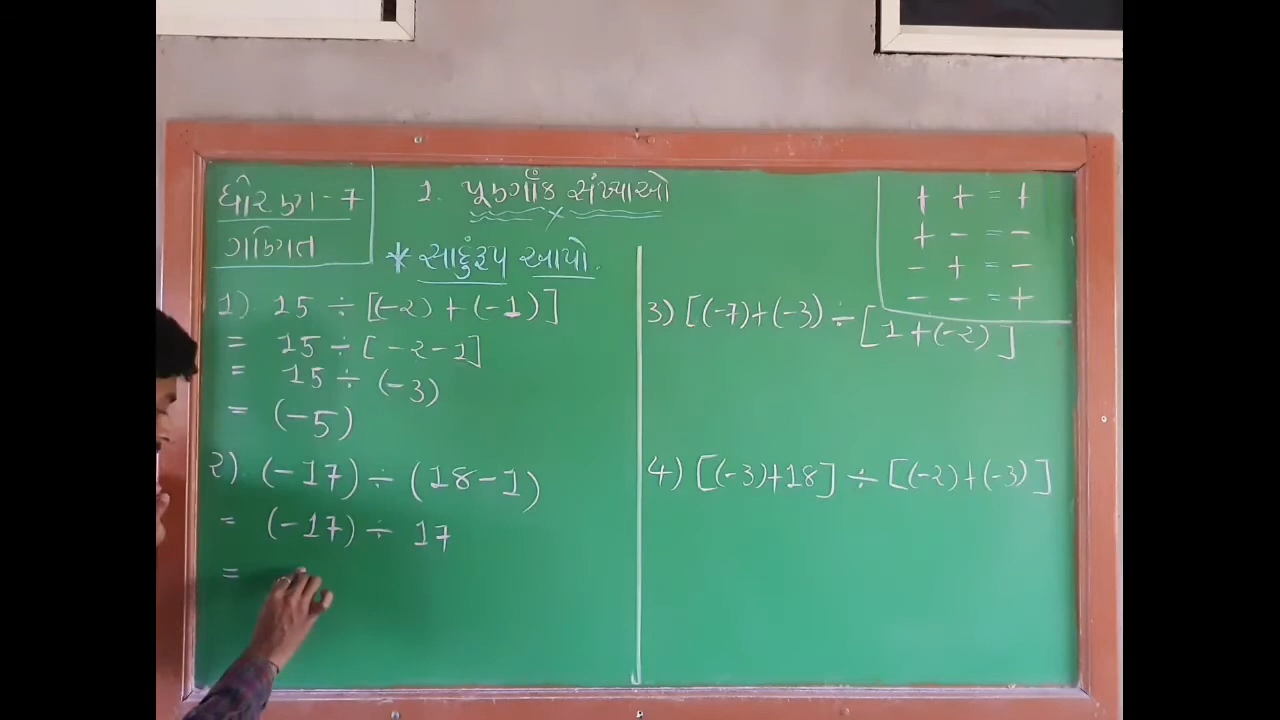 ધોરણ-7
ગણિત
1. પૂર્ણાંક સંખ્યાઓ
* સાદુંરૂપ આપો.
1) 15 ÷ [(-2) + (-1)]
= 15 ÷ [-2-1]
= 15 ÷ (-3)
= (-5)
2) (-17) ÷ (18-1)
= (-17) ÷ 17
=
+ + = +
+ - = -
- + = -
- - = +
3) [(-7)+(-3) ÷ [1+(-2)]
4) [(-3)+18] ÷ [(-2)+(-3)]